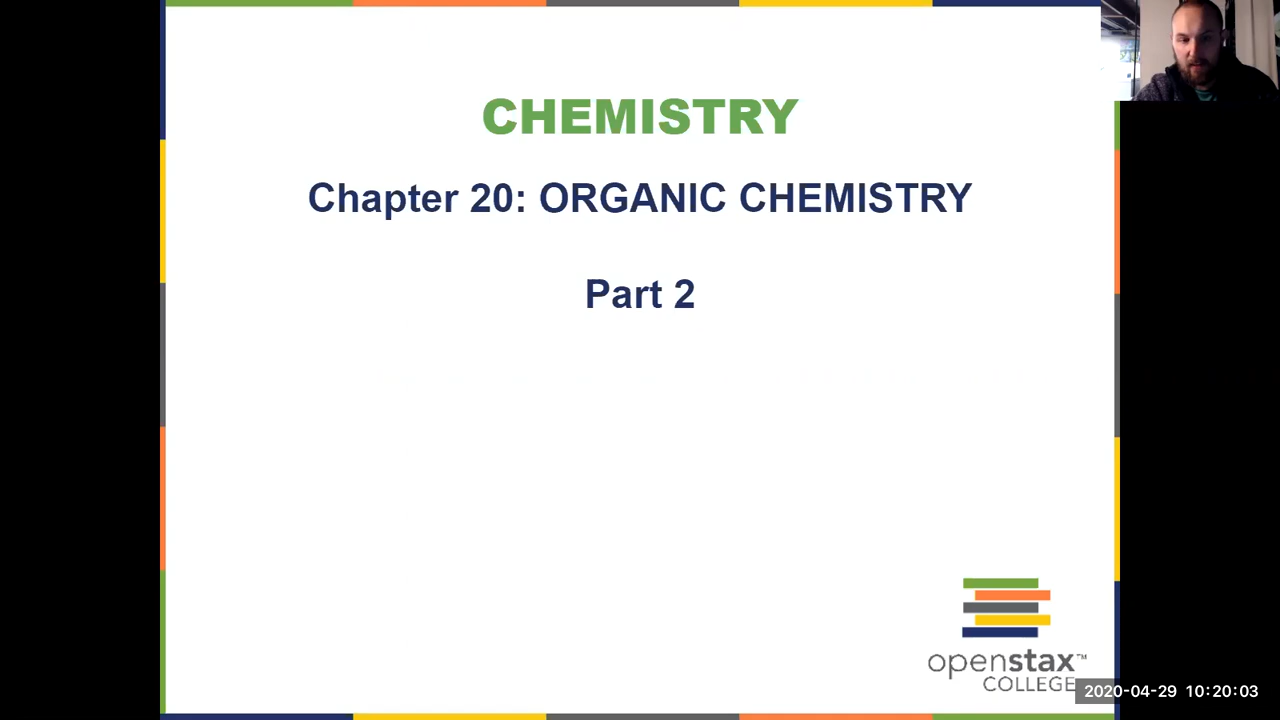 CHEMISTRY
Chapter 20: ORGANIC CHEMISTRY
Part 2
openstax™
COLLEGE
2020-04-29 10:20:03